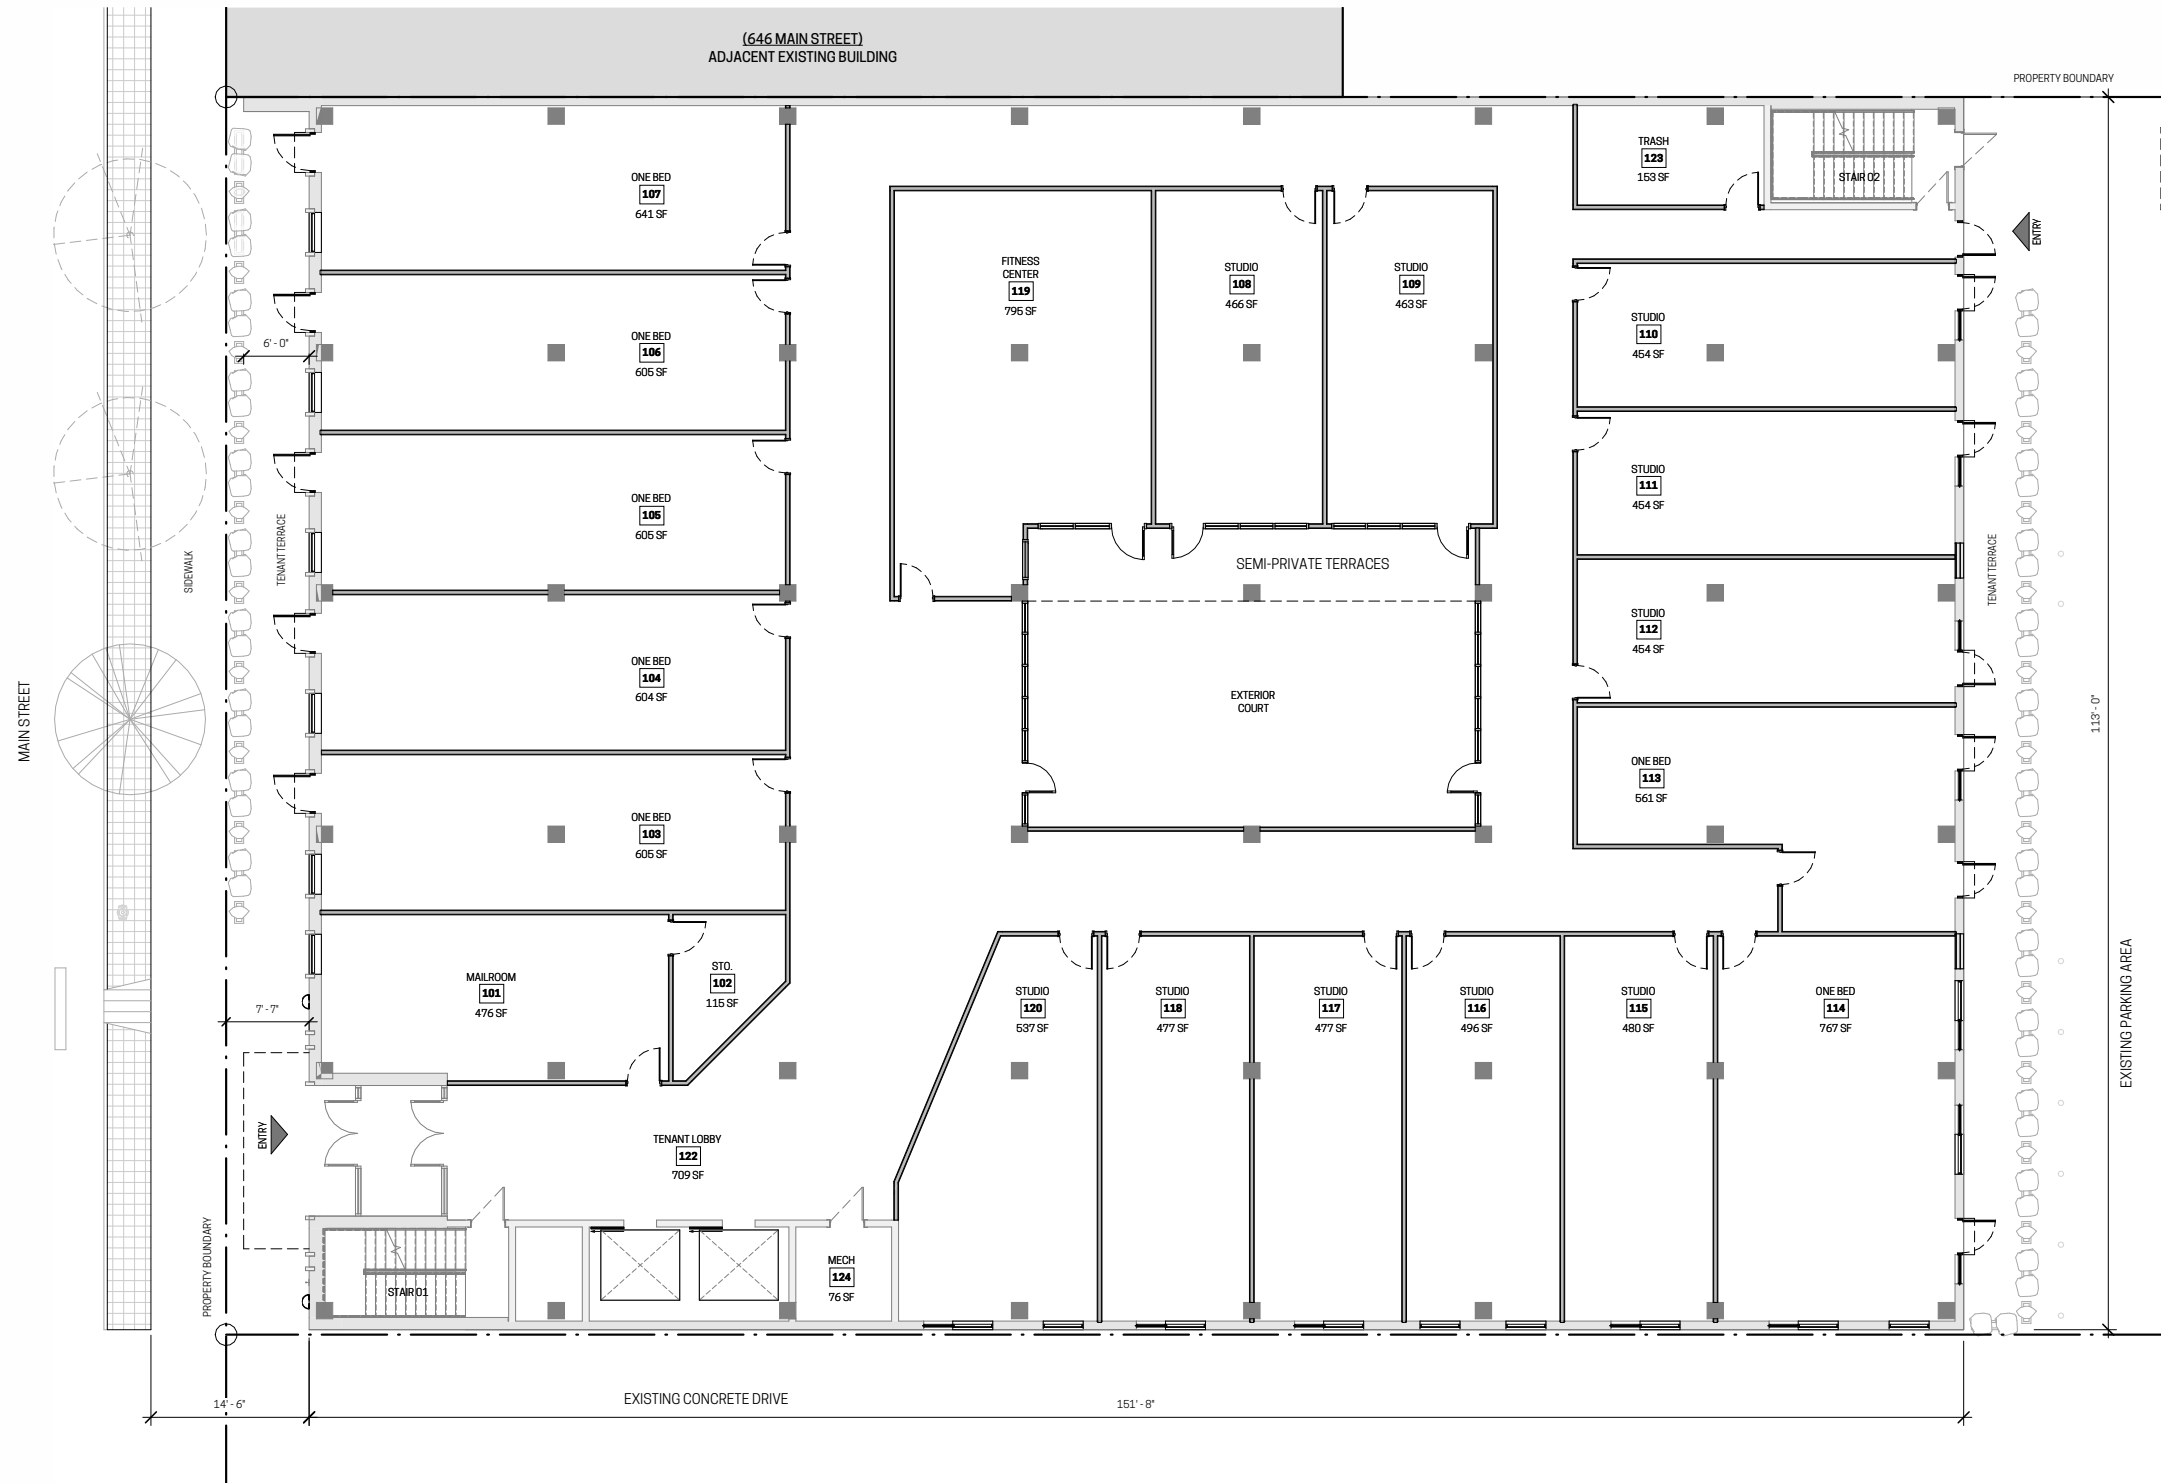 (646 MAIN STREET)
ADJACENT EXISTING BUILDING
PROPERTY BOUNDARY
TRASH
123
153 SF
STAIR 02
ENTRY
ONE BED
107
641 SF
FITNESS
CENTER
119
795 SF
STUDIO
108
466 SF
STUDIO
109
463 SF
STUDIO
110
454 SF
6' - 0"
ONE BED
106
605 SF
STUDIO
111
454 SF
ONE BED
105
605 SF
SIDEWALK
TENANT TERRACE
SEMI-PRIVATE TERRACES
TENANT TERRACE
STUDIO
112
454 SF
ONE BED
104
604 SF
EXTERIOR
COURT
MAIN STREET
113' - 0"
ONE BED
113
561 SF
ONE BED
103
605 SF
MAILROOM
101
476 SF
STO.
102
115 SF
7' - 7"
STUDIO
120
537 SF
STUDIO
118
477 SF
STUDIO
117
477 SF
STUDIO
116
496 SF
STUDIO
115
480 SF
ONE BED
114
767 SF
EXISTING PARKING AREA
ENTRY
TENANT LOBBY
122
709 SF
PROPERTY BOUNDARY
STAIR 01
MECH
124
76 SF
14' - 6"
EXISTING CONCRETE DRIVE
151' - 8"